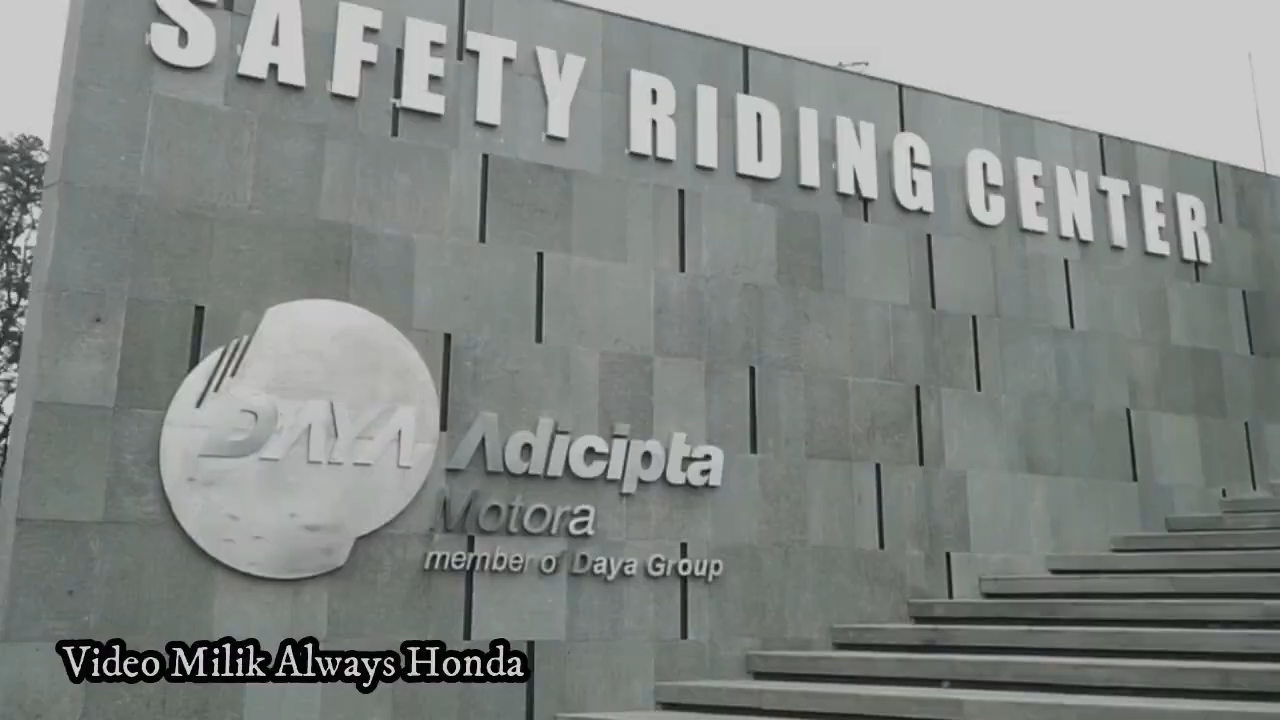 SAFETY RIDING CENTER
DAYA Adicipta
Motora
member of Daya Group
Video Milik Always Honda